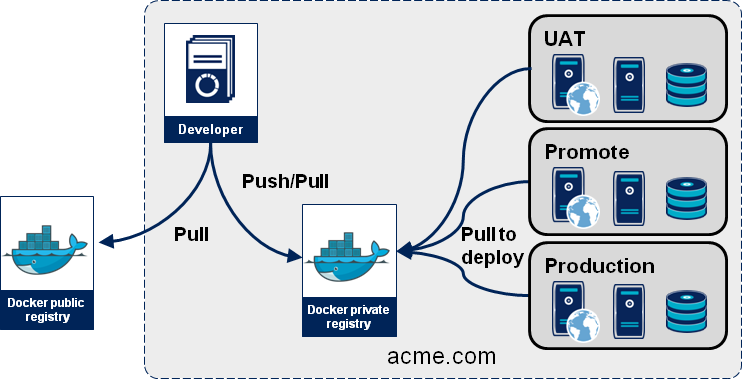 UAT
Developer
Promote
Push/Pull
Pull
Pull to
deploy
Production
Docker public
registry
Docker private
registry
acme.com